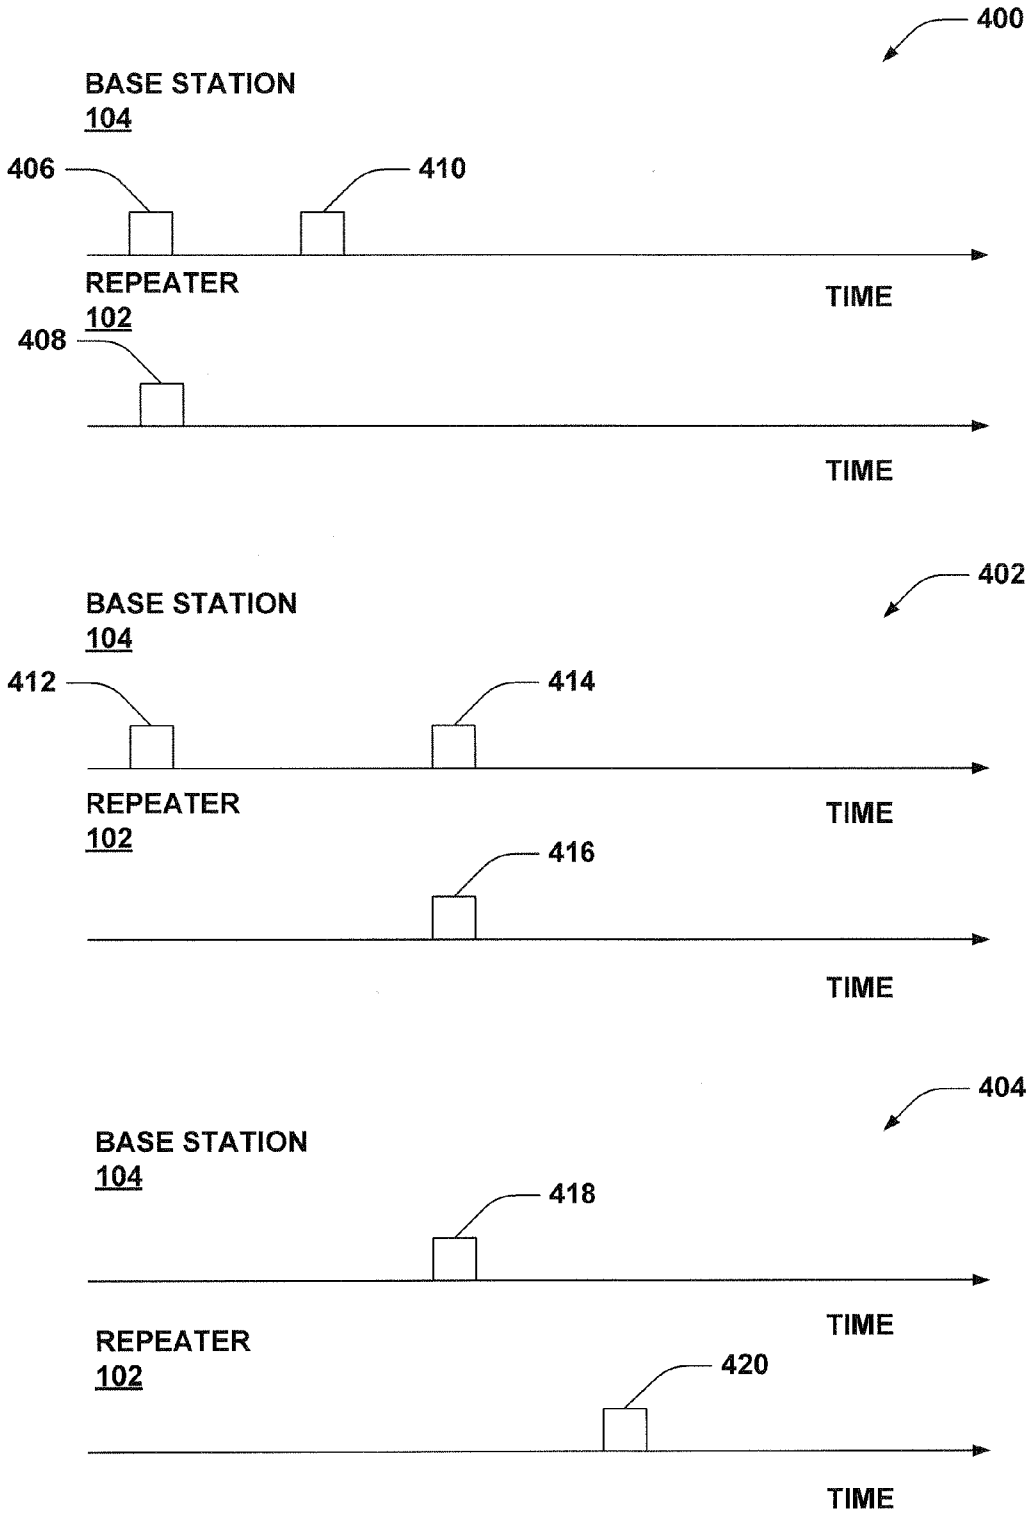 400
BASE STATION
104
406
410
TIME
REPEATER
102
408
TIME
402
BASE STATION
104
412
414
TIME
REPEATER
102
416
TIME
404
BASE STATION
104
418
TIME
REPEATER
102
420
TIME